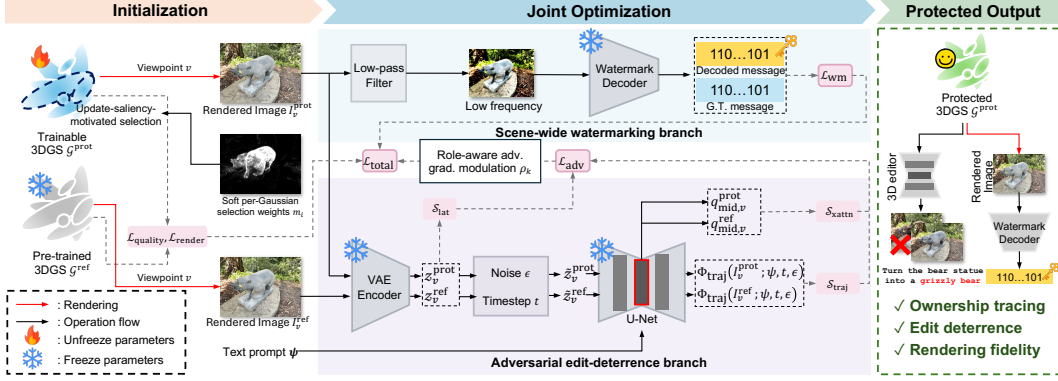 Initialization
Joint Optimization
Protected Output
Viewpoint v
Rendered Image I_v^prot
Update-saliency-
motivated selection
Trainable
3DGS 𝒢^prot
Soft per-Gaussian
selection weights m_i
Pre-trained
3DGS 𝒢^ref
ℒ_quality, ℒ_render
Viewpoint v
Rendered Image I_v^ref
: Rendering
: Operation flow
: Unfreeze parameters
: Freeze parameters
Low-pass
Filter
Low frequency
Watermark
Decoder
110...101
Decoded message
110...101
G.T. message
ℒ_wm
Scene-wide watermarking branch
ℒ_total
Role-aware adv.
grad. modulation ρ_k
ℒ_adv
𝒮_lat
VAE
Encoder
z_v^prot
z_v^ref
Noise ϵ
Timestep t
z̃_v^prot
z̃_v^ref
U-Net
q_mid,v^prot
q_mid,v^ref
𝒮_xattn
Φ_traj(I_v^prot; ψ, t, ϵ)
Φ_traj(I_v^ref; ψ, t, ϵ)
𝒮_traj
Text prompt ψ
Adversarial edit-deterrence branch
Protected
3DGS 𝒢^prot
3D editor
Rendered
Image
Watermark
Decoder
Turn the bear statue
into a grizzly bear
110...101
✓ Ownership tracing
✓ Edit deterrence
✓ Rendering fidelity